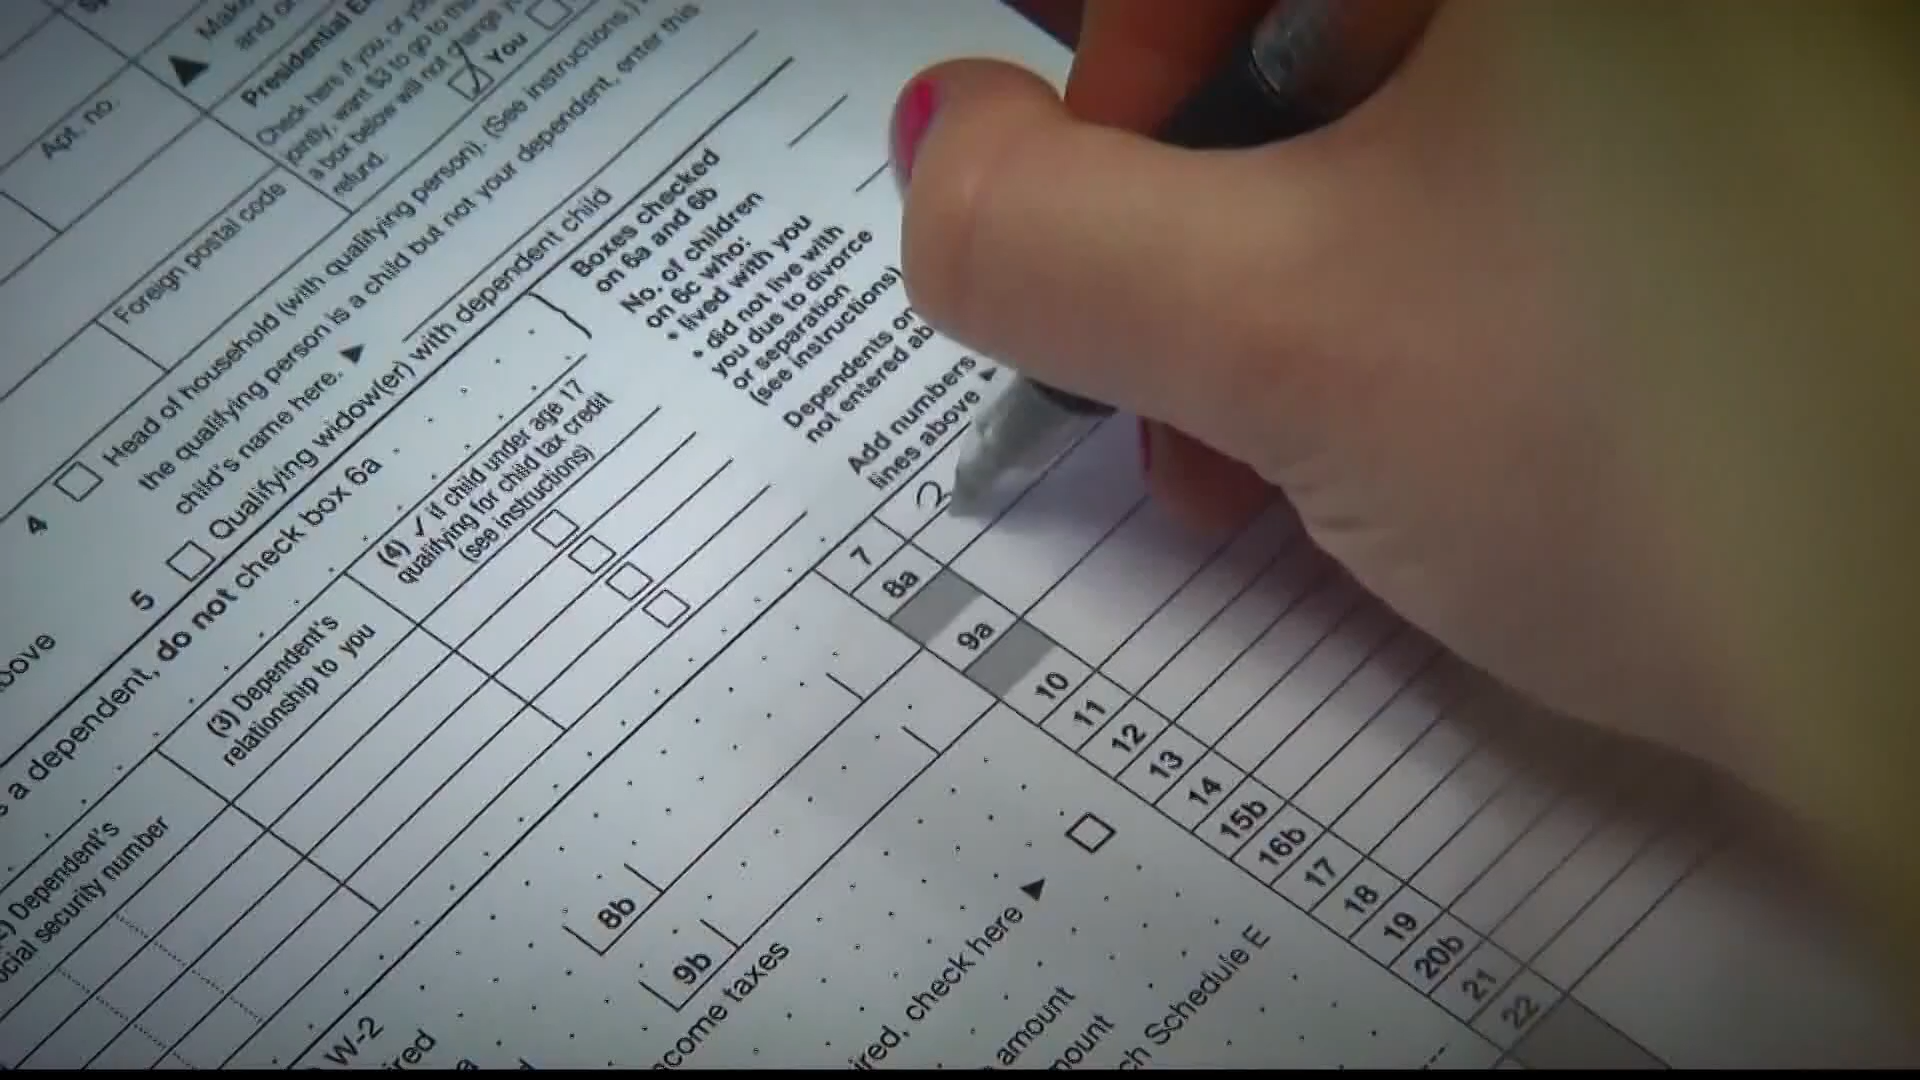 Apt. no.
Foreign postal code
Make
and
Presidential
Check here if you, or
jointly, want $3 to go to this
a box below will not change
refund.
You
4 Head of household (with qualifying person). (See instructions.)
the qualifying person is a child but not your dependent, enter this
child's name here.
5 Qualifying widow(er) with dependent child
a dependent, do not check box 6a
Boxes checked
on 6a and 6b
No. of children
on 6c who:
• lived with you
• did not live with
you due to divorce
or separation
(see instructions)
Dependents on
not entered
Add numbers
lines above
Dependent's
social security number
(3) Dependent's
relationship to you
(4) ✓ if child under age 17
qualifying for child tax credit
(see instructions)
W-2
7 2
8a
8b
9a
9b
10
11
12
13
14
15b
16b
17
18
19
20b
21
22
taxes
check here
amount
Schedule E